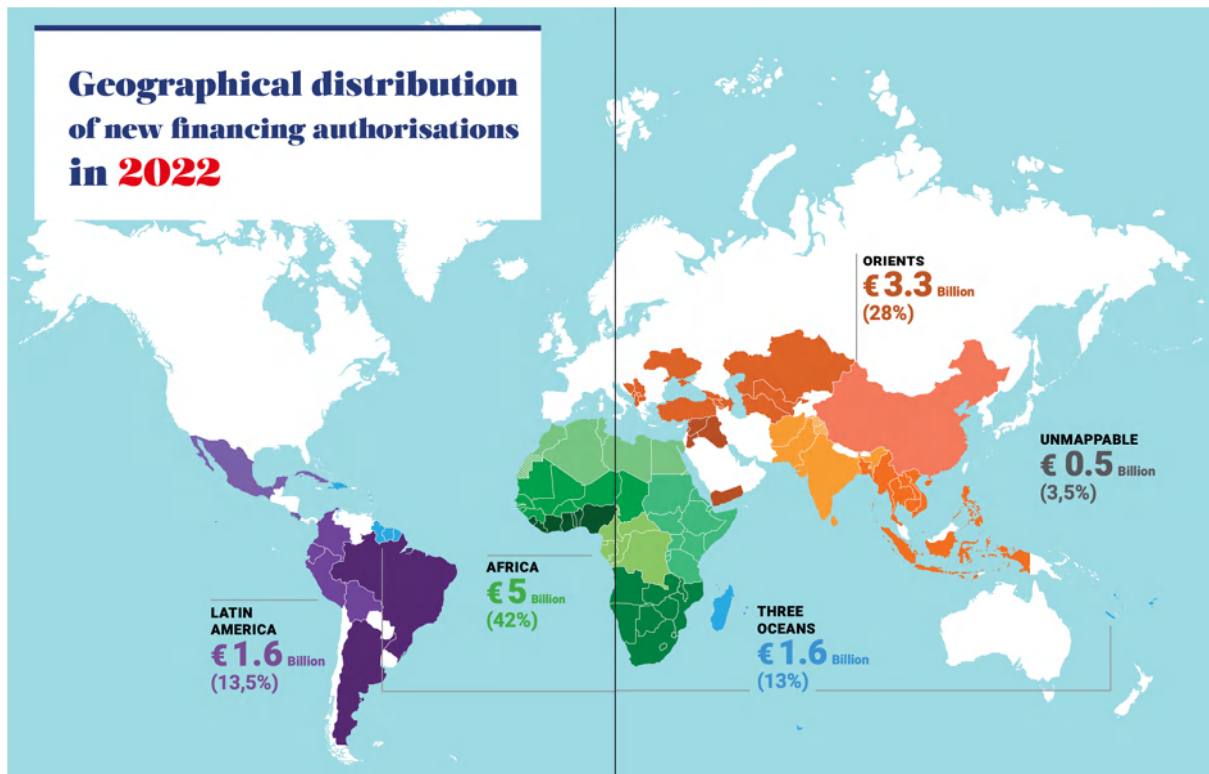 Geographical distribution
of new financing authorisations
in 2022
ORIENTS
€ 3.3 Billion
(28%)
UNMAPPABLE
€ 0.5 Billion
(3,5%)
AFRICA
€ 5 Billion
(42%)
LATIN
AMERICA
€ 1.6 Billion
(13,5%)
THREE
OCEANS
€ 1.6 Billion
(13%)